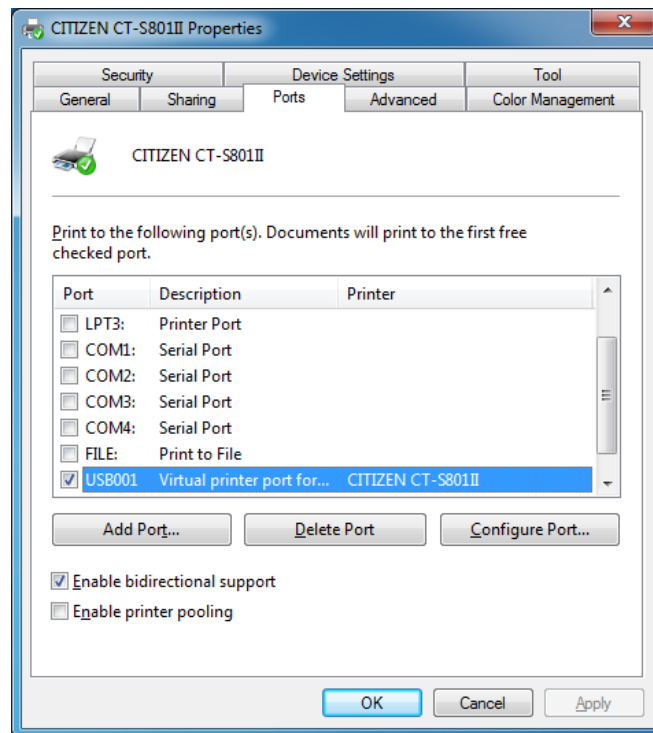 CITIZEN CT-S801II Properties
Security Device Settings Tool
General Sharing Ports Advanced Color Management
CITIZEN CT-S801II
Print to the following port(s). Documents will print to the first free
checked port.
Port Description Printer
LPT3: Printer Port
COM1: Serial Port
COM2: Serial Port
COM3: Serial Port
COM4: Serial Port
FILE: Print to File
USB001 Virtual printer port for... CITIZEN CT-S801II
Add Port... Delete Port Configure Port...
Enable bidirectional support
Enable printer pooling
OK Cancel Apply